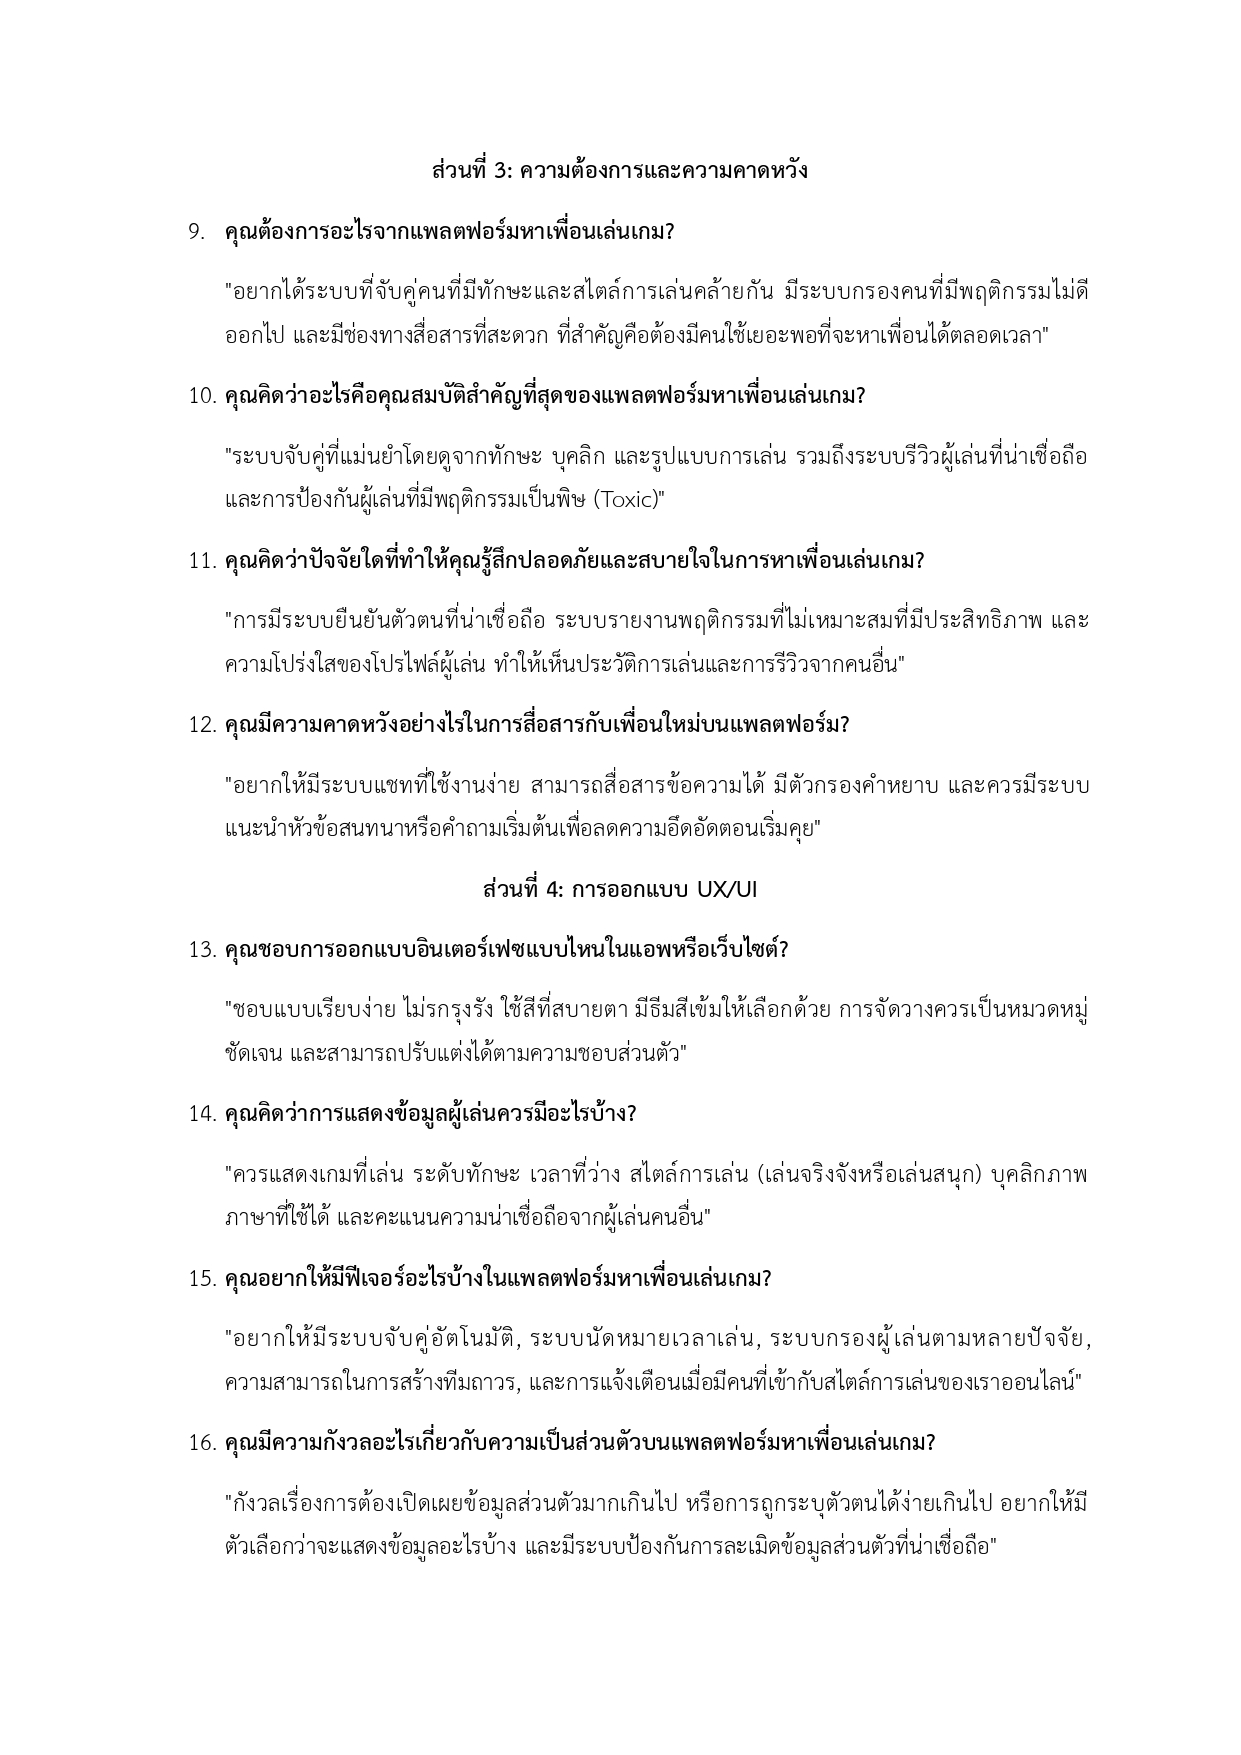 ส่วนที่ 3: ความต้องการและความคาดหวัง
9. คุณต้องการอะไรจากแพลตฟอร์มหาเพื่อนเล่นเกม?
"อยากได้ระบบที่จับคู่คนที่มีทักษะและสไตล์การเล่นคล้ายกัน มีระบบกรองคนที่มีพฤติกรรมไม่ดี
ออกไป และมีช่องทางสื่อสารที่สะดวก ที่สำคัญคือต้องมีคนใช้เยอะพอที่จะหาเพื่อนได้ตลอดเวลา"
10. คุณคิดว่าอะไรคือคุณสมบัติสำคัญที่สุดของแพลตฟอร์มหาเพื่อนเล่นเกม?
"ระบบจับคู่ที่แม่นยำโดยดูจากทักษะ บุคลิก และรูปแบบการเล่น รวมถึงระบบรีวิวผู้เล่นที่น่าเชื่อถือ
และการป้องกันผู้เล่นที่มีพฤติกรรมเป็นพิษ (Toxic)"
11. คุณคิดว่าปัจจัยใดที่ทำให้คุณรู้สึกปลอดภัยและสบายใจในการหาเพื่อนเล่นเกม?
"การมีระบบยืนยันตัวตนที่น่าเชื่อถือ ระบบรายงานพฤติกรรมที่ไม่เหมาะสมที่มีประสิทธิภาพ และ
ความโปร่งใสของโปรไฟล์ผู้เล่น ทำให้เห็นประวัติการเล่นและการรีวิวจากคนอื่น"
12. คุณมีความคาดหวังอย่างไรในการสื่อสารกับเพื่อนใหม่บนแพลตฟอร์ม?
"อยากให้มีระบบแชทที่ใช้งานง่าย สามารถสื่อสารข้อความได้ มีตัวกรองคำหยาบ และควรมีระบบ
แนะนำหัวข้อสนทนาหรือคำถามเริ่มต้นเพื่อลดความอึดอัดตอนเริ่มคุย"
ส่วนที่ 4: การออกแบบ UX/UI
13. คุณชอบการออกแบบอินเตอร์เฟซแบบไหนในแอพหรือเว็บไซต์?
"ชอบแบบเรียบง่าย ไม่รกรุงรัง ใช้สีที่สบายตา มีธีมสีเข้มให้เลือกด้วย การจัดวางควรเป็นหมวดหมู่
ชัดเจน และสามารถปรับแต่งได้ตามความชอบส่วนตัว"
14. คุณคิดว่าการแสดงข้อมูลผู้เล่นควรมีอะไรบ้าง?
"ควรแสดงเกมที่เล่น ระดับทักษะ เวลาที่ว่าง สไตล์การเล่น (เล่นจริงจังหรือเล่นสนุก) บุคลิกภาพ
ภาษาที่ใช้ได้ และคะแนนความน่าเชื่อถือจากผู้เล่นคนอื่น"
15. คุณอยากให้มีฟีเจอร์อะไรบ้างในแพลตฟอร์มหาเพื่อนเล่นเกม?
"อยากให้มีระบบจับคู่อัตโนมัติ, ระบบนัดหมายเวลาเล่น, ระบบกรองผู้เล่นตามหลายปัจจัย,
ความสามารถในการสร้างทีมถาวร, และการแจ้งเตือนเมื่อมีคนที่เข้ากับสไตล์การเล่นของเราออนไลน์"
16. คุณมีความกังวลอะไรเกี่ยวกับความเป็นส่วนตัวบนแพลตฟอร์มหาเพื่อนเล่นเกม?
"กังวลเรื่องการต้องเปิดเผยข้อมูลส่วนตัวมากเกินไป หรือการถูกระบุตัวตนได้ง่ายเกินไป อยากให้มี
ตัวเลือกว่าจะแสดงข้อมูลอะไรบ้าง และมีระบบป้องกันการละเมิดข้อมูลส่วนตัวที่น่าเชื่อถือ"